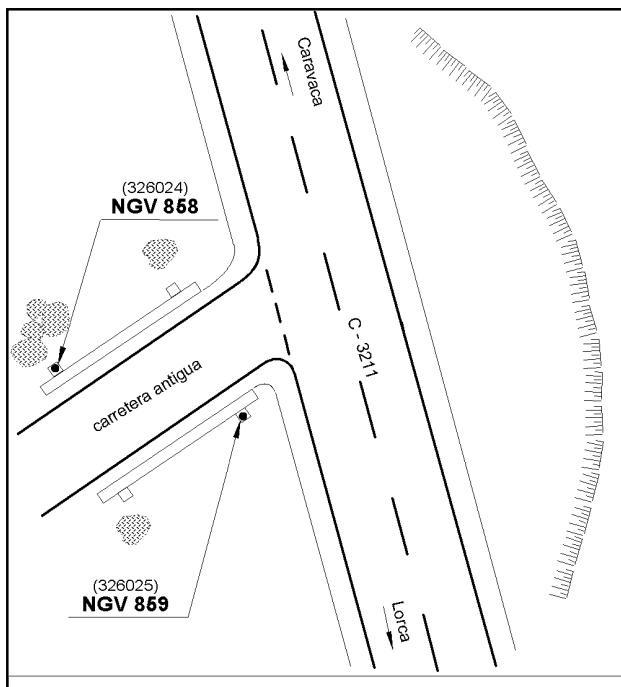 Caravaca
(326024)
NGV 858
C - 3211
carretera antigua
(326025)
NGV 859
Lorca